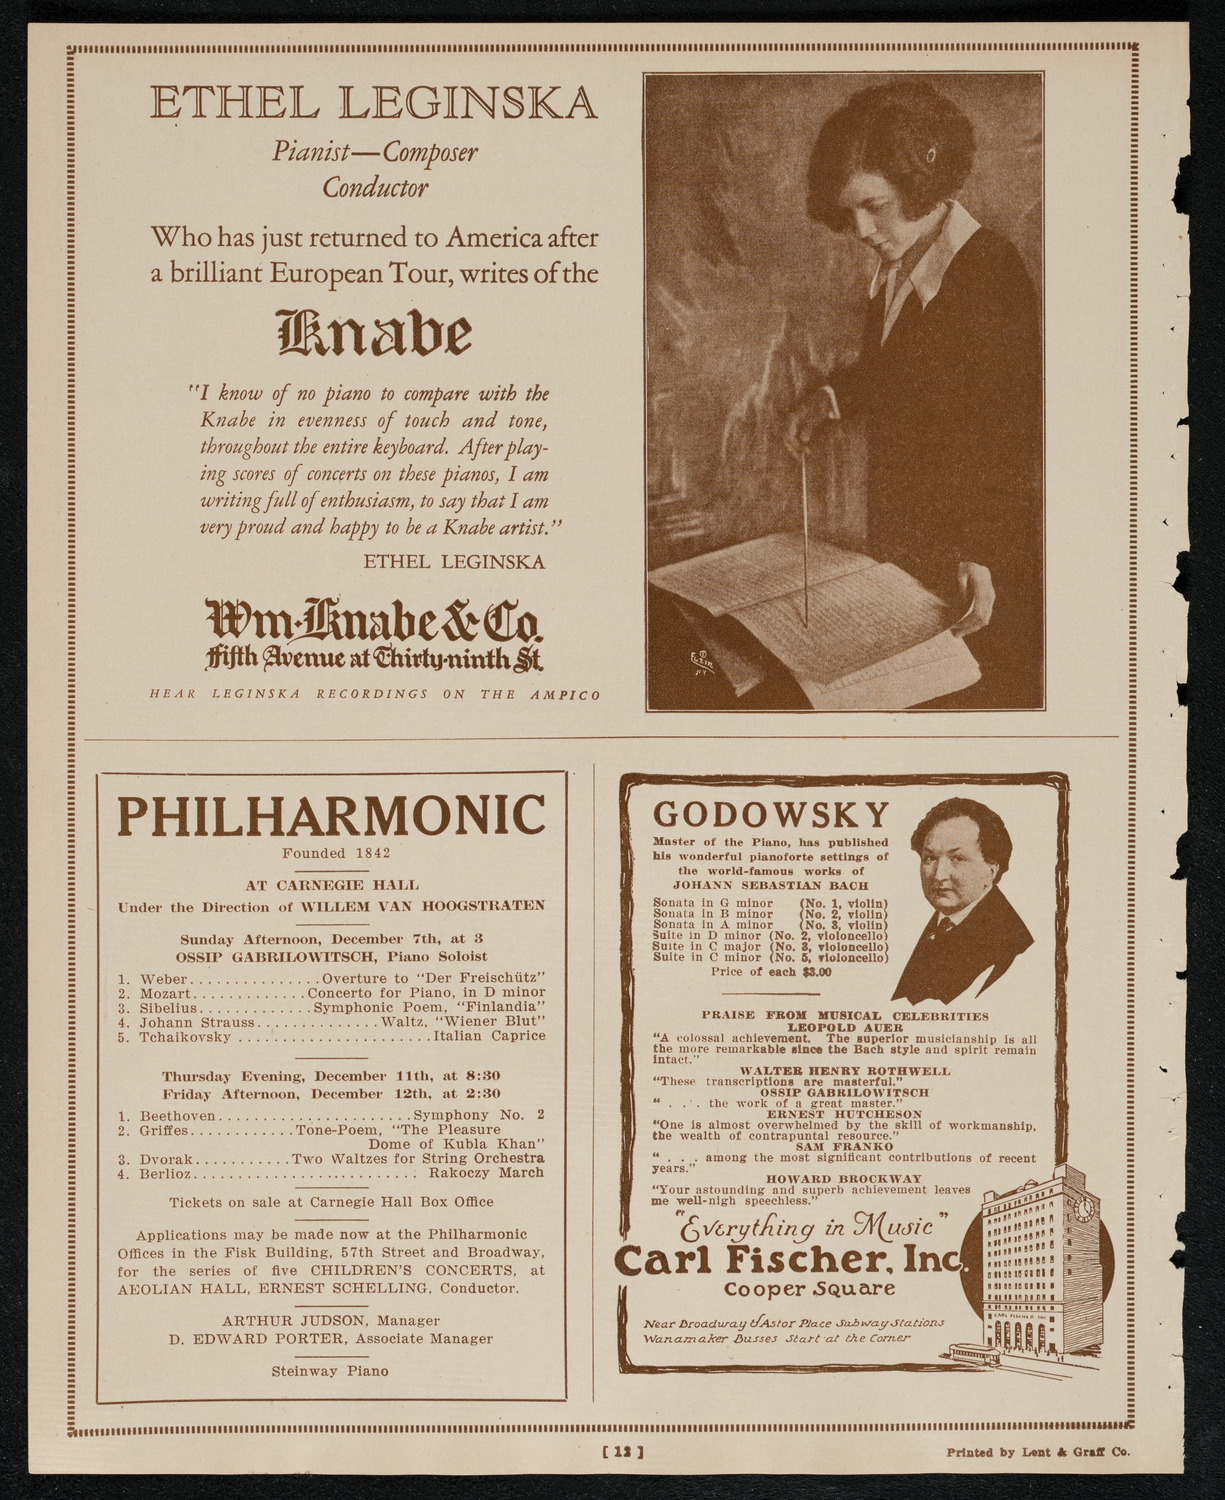 ETHEL LEGINSKA
Pianist—Composer
Conductor
Who has just returned to America after
a brilliant European Tour, writes of the
Knabe
"I know of no piano to compare with the
Knabe in evenness of touch and tone,
throughout the entire keyboard. After play-
ing scores of concerts on these pianos, I am
writing full of enthusiasm, to say that I am
very proud and happy to be a Knabe artist."
ETHEL LEGINSKA
Wm. Knabe & Co.
Fifth Avenue at Thirty-ninth St.
HEAR LEGINSKA RECORDINGS ON THE AMPICO
PHILHARMONIC
Founded 1842
AT CARNEGIE HALL
Under the Direction of WILLEM VAN HOOGSTRATEN
Sunday Afternoon, December 7th, at 3
OSSIP GABRILOWITSCH, Piano Soloist
1. Weber...............Overture to "Der Freischütz"
2. Mozart.............Concerto for Piano, in D minor
3. Sibelius.............Symphonic Poem, "Finlandia"
4. Johann Strauss..............Waltz, "Wiener Blut"
5. Tchaikovsky ......................Italian Caprice
Thursday Evening, December 11th, at 8:30
Friday Afternoon, December 12th, at 2:30
1. Beethoven......................Symphony No. 2
2. Griffes............Tone-Poem, "The Pleasure
Dome of Kubla Khan"
3. Dvorak...........Two Waltzes for String Orchestra
4. Berlioz.......................... Rakoczy March
Tickets on sale at Carnegie Hall Box Office
Applications may be made now at the Philharmonic
Offices in the Fisk Building, 57th Street and Broadway,
for the series of five CHILDREN'S CONCERTS, at
AEOLIAN HALL, ERNEST SCHELLING, Conductor.
ARTHUR JUDSON, Manager
D. EDWARD PORTER, Associate Manager
Steinway Piano
GODOWSKY
Master of the Piano, has published
his wonderful pianoforte settings of
the world-famous works of
JOHANN SEBASTIAN BACH
Sonata in G minor (No. 1, violin)
Sonata in B minor (No. 2, violin)
Sonata in A minor (No. 3, violin)
Suite in D minor (No. 2, violoncello)
Suite in C major (No. 3, violoncello)
Suite in C minor (No. 5, violoncello)
Price of each $3.00
PRAISE FROM MUSICAL CELEBRITIES
LEOPOLD AUER
"A colossal achievement. The superior musicianship is all
the more remarkable since the Bach style and spirit remain
intact."
WALTER HENRY ROTHWELL
"These transcriptions are masterful."
OSSIP GABRILOWITSCH
" . . . the work of a great master."
ERNEST HUTCHESON
"One is almost overwhelmed by the skill of workmanship,
the wealth of contrapuntal resource."
SAM FRANKO
" . . . among the most significant contributions of recent
years."
HOWARD BROCKWAY
"Your astounding and superb achievement leaves
me well-nigh speechless."
"Everything in Music"
Carl Fischer, Inc.
Cooper Square
CARL FISCHER INC
Near Broadway & Astor Place Subway Stations
Wanamaker Busses Start at the Corner
[ 12 ]
Printed by Lent & Graff Co.